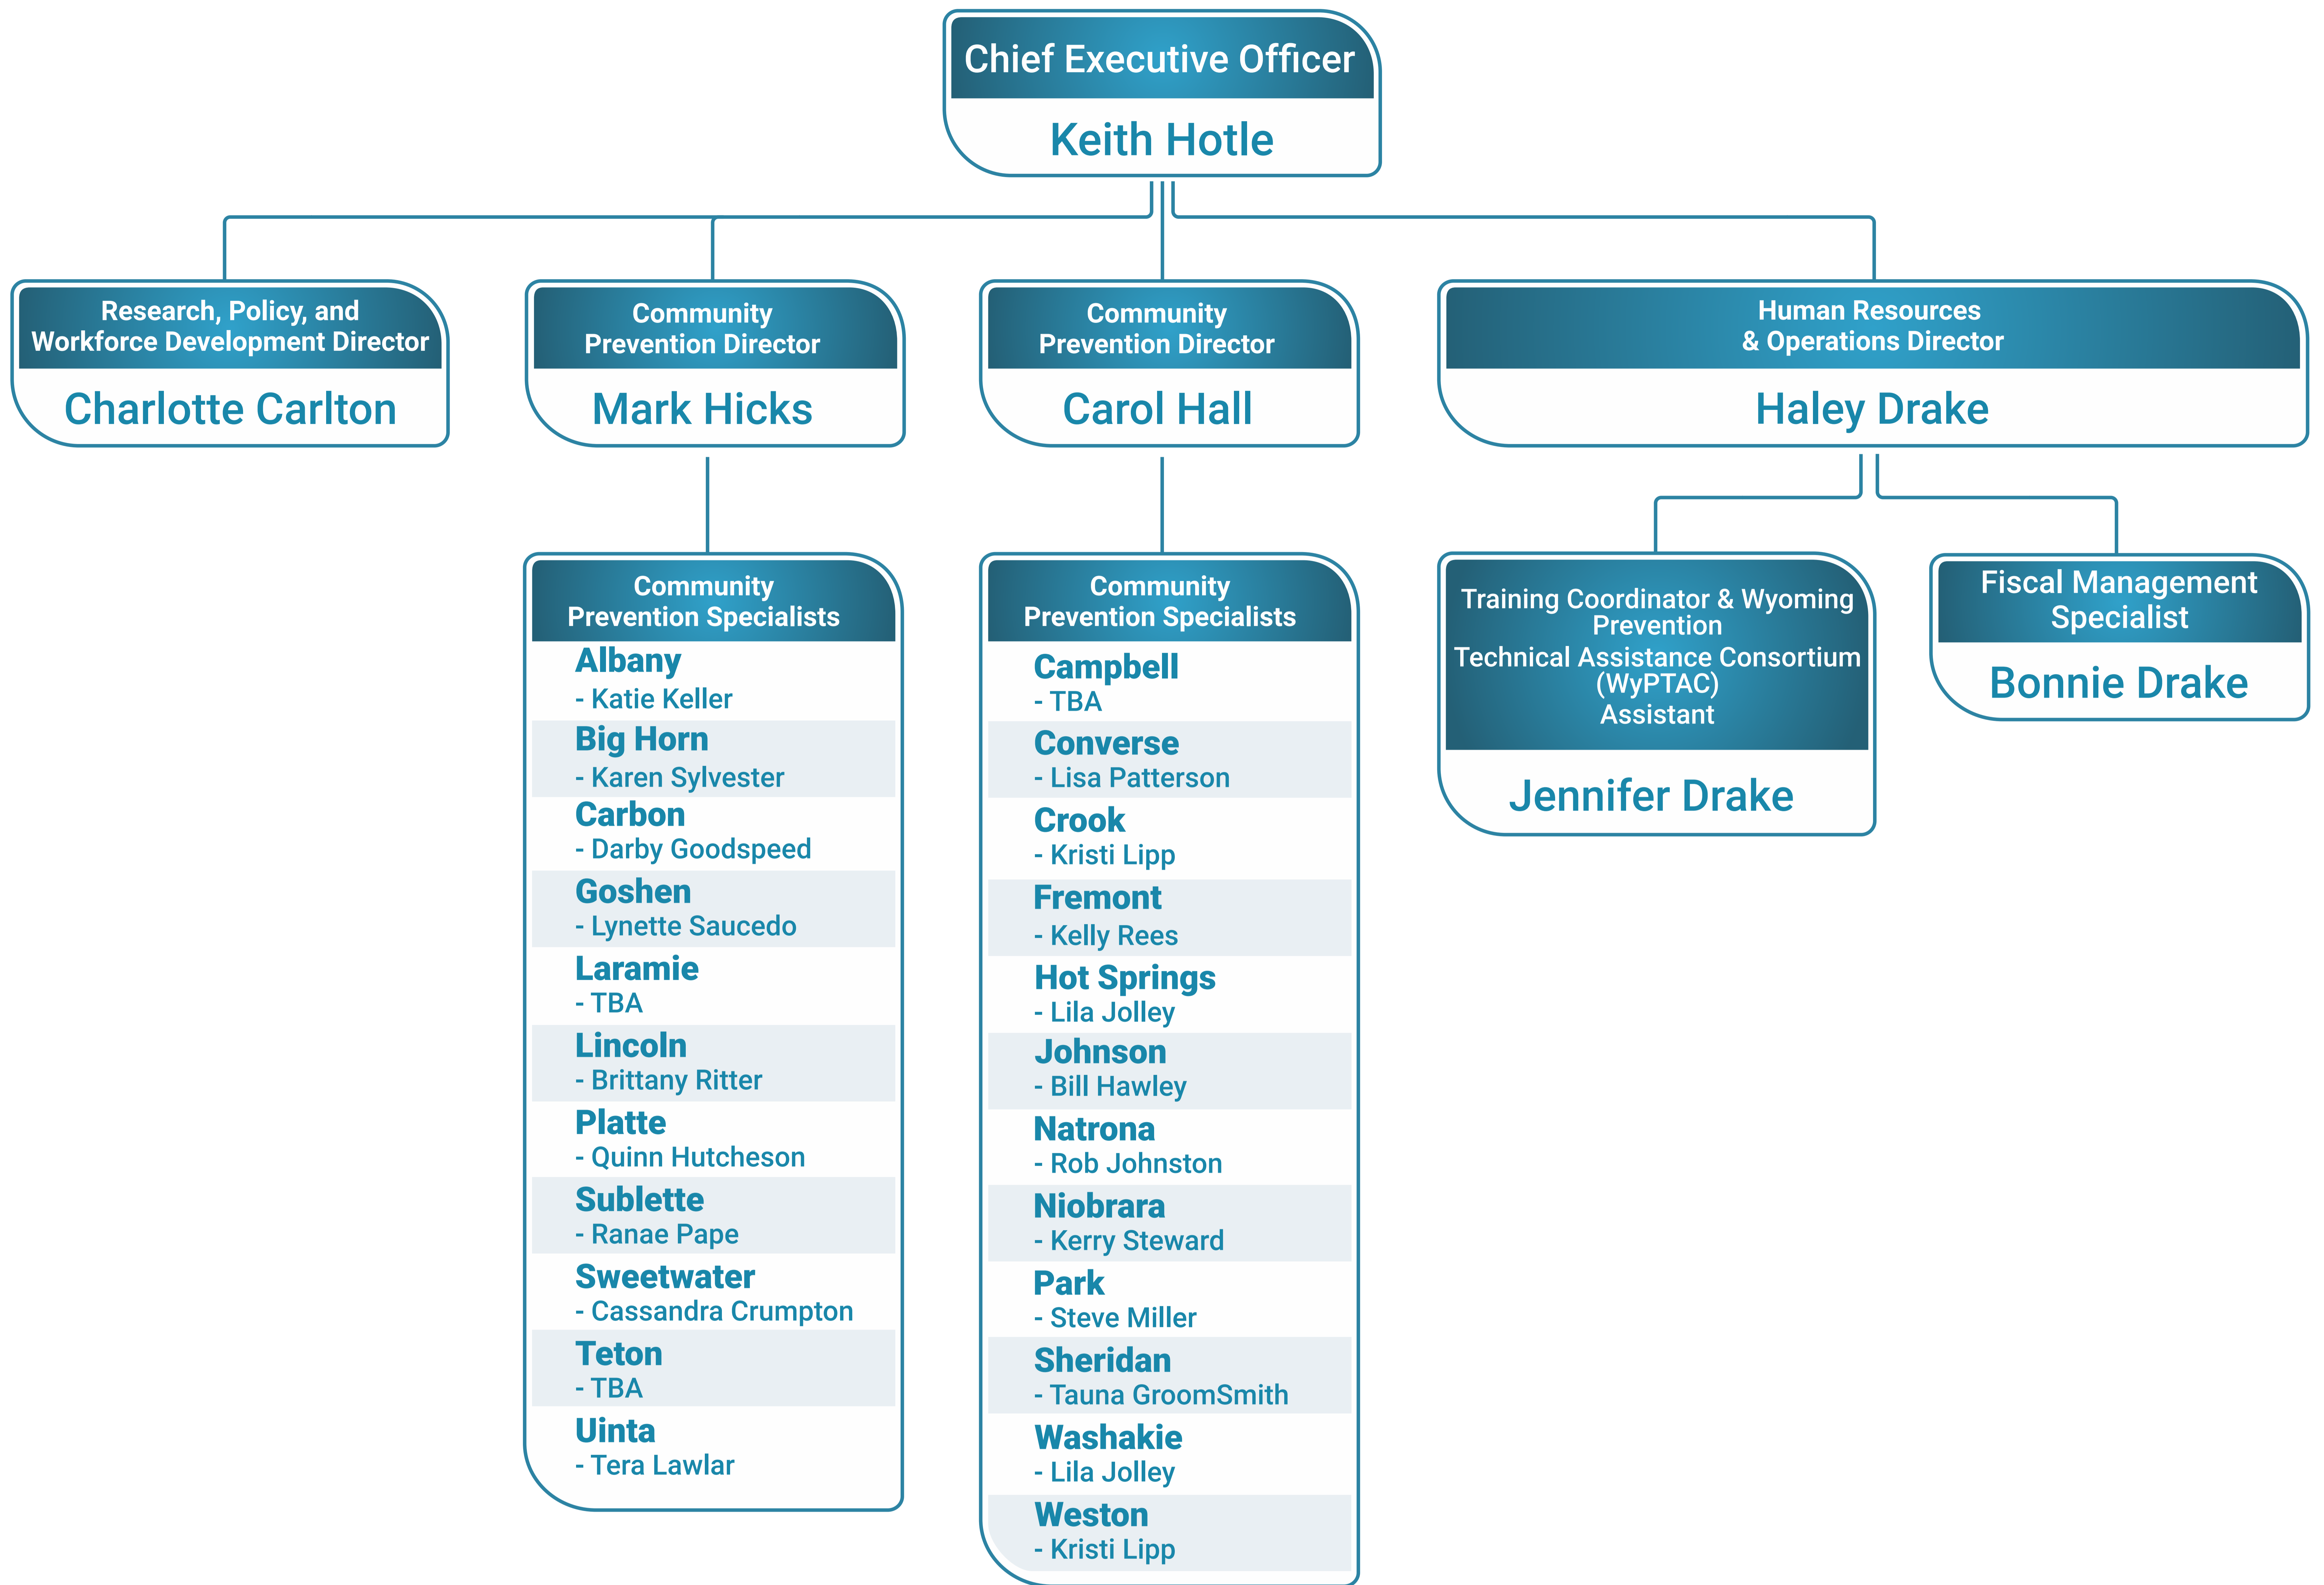 Chief Executive Officer
Keith Hotle
Research, Policy, and
Workforce Development Director
Charlotte Carlton
Community
Prevention Director
Mark Hicks
Community
Prevention Director
Carol Hall
Human Resources
& Operations Director
Haley Drake
Community
Prevention Specialists
Albany
- Katie Keller
Big Horn
- Karen Sylvester
Carbon
- Darby Goodspeed
Goshen
- Lynette Saucedo
Laramie
- TBA
Lincoln
- Brittany Ritter
Platte
- Quinn Hutcheson
Sublette
- Ranae Pape
Sweetwater
- Cassandra Crumpton
Teton
- TBA
Uinta
- Tera Lawlar
Community
Prevention Specialists
Campbell
- TBA
Converse
- Lisa Patterson
Crook
- Kristi Lipp
Fremont
- Kelly Rees
Hot Springs
- Lila Jolley
Johnson
- Bill Hawley
Natrona
- Rob Johnston
Niobrara
- Kerry Steward
Park
- Steve Miller
Sheridan
- Tauna GroomSmith
Washakie
- Lila Jolley
Weston
- Kristi Lipp
Training Coordinator & Wyoming
Prevention
Technical Assistance Consortium
(WyPTAC)
Assistant
Jennifer Drake
Fiscal Management
Specialist
Bonnie Drake